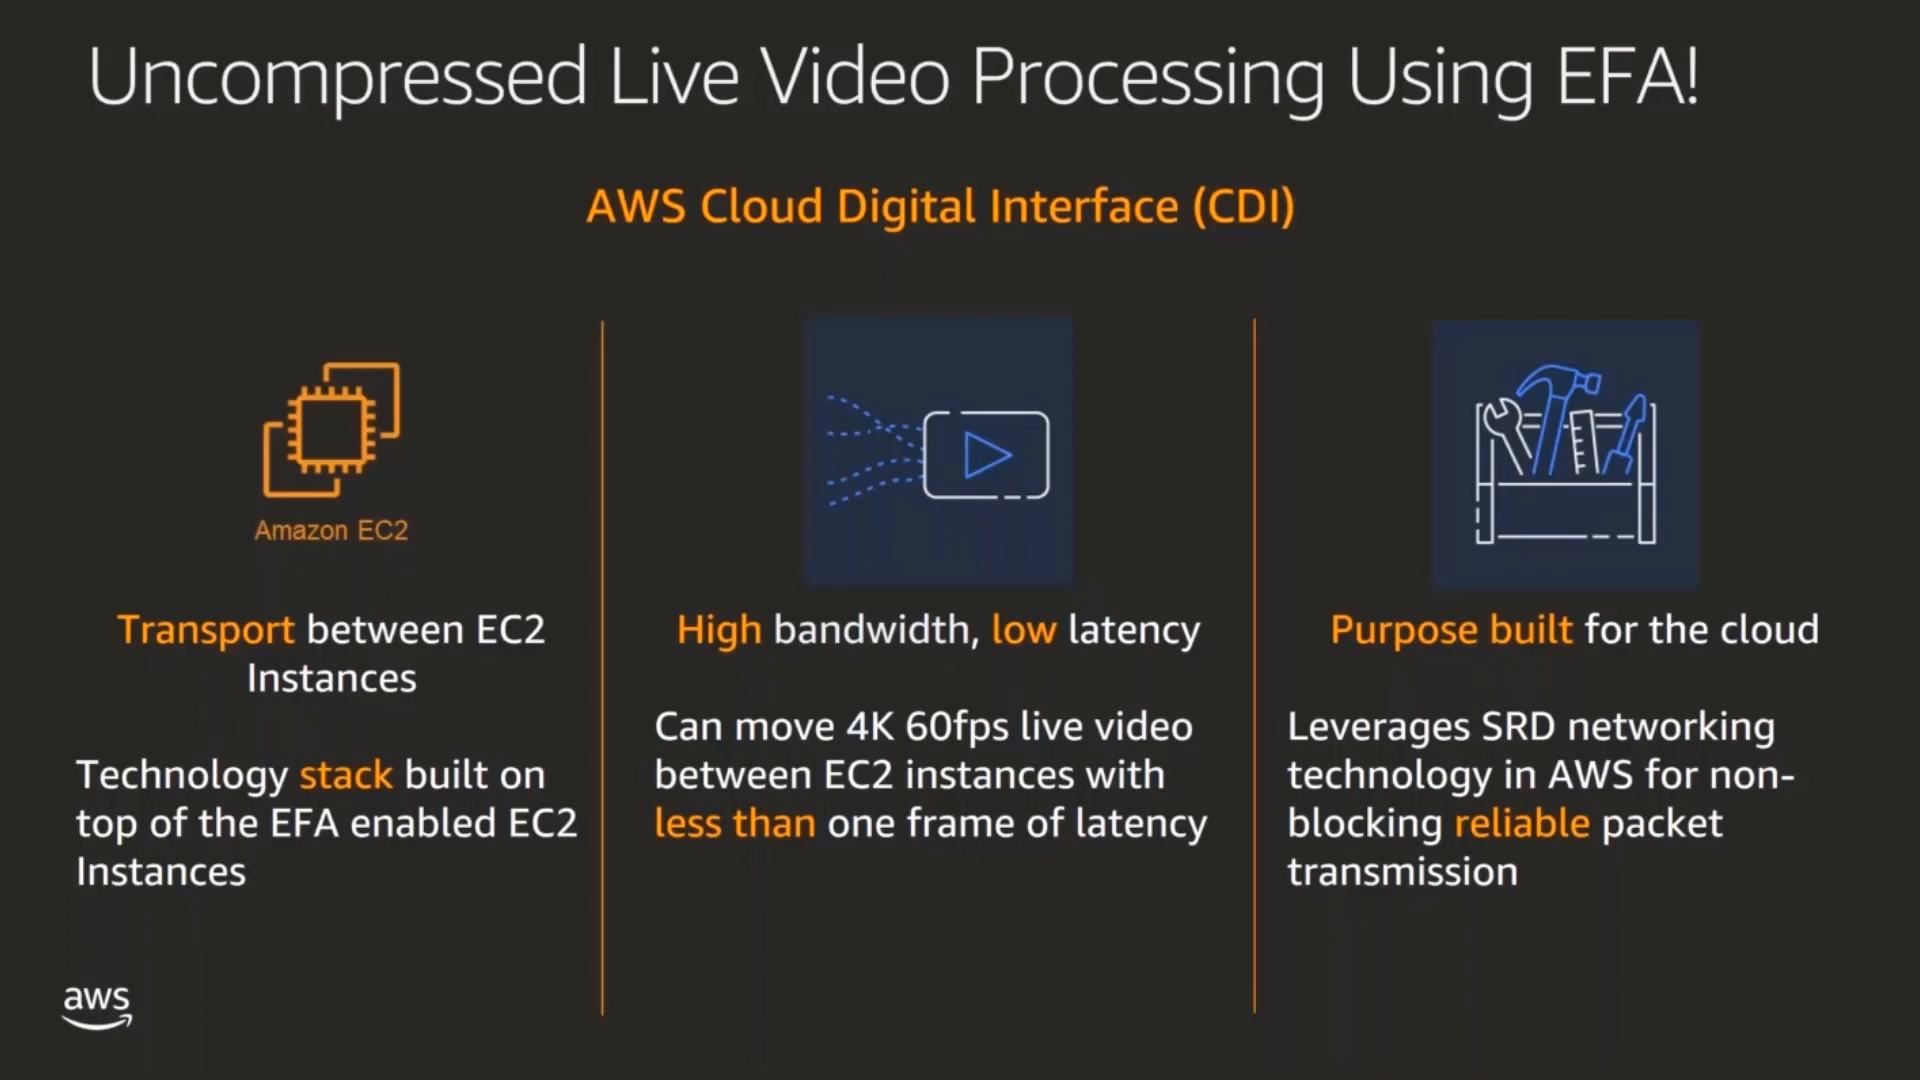 Uncompressed Live Video Processing Using EFA!
AWS Cloud Digital Interface (CDI)
Amazon EC2
Transport between EC2
Instances
Technology stack built on
top of the EFA enabled EC2
Instances
High bandwidth, low latency
Can move 4K 60fps live video
between EC2 instances with
less than one frame of latency
Purpose built for the cloud
Leverages SRD networking
technology in AWS for non-
blocking reliable packet
transmission
aws